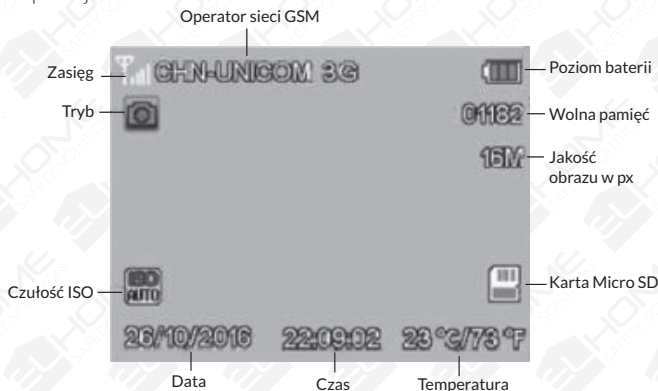 Operator sieci GSM
Zasięg
CHN-UNICOM 3G
Poziom baterii
Tryb
01182
Wolna pamięć
16M
Jakość
obrazu w px
Czułość ISO
ISO
AUTO
Karta Micro SD
26/10/2016 22:09:02 23°C/73°F
Data
Czas
Temperatura